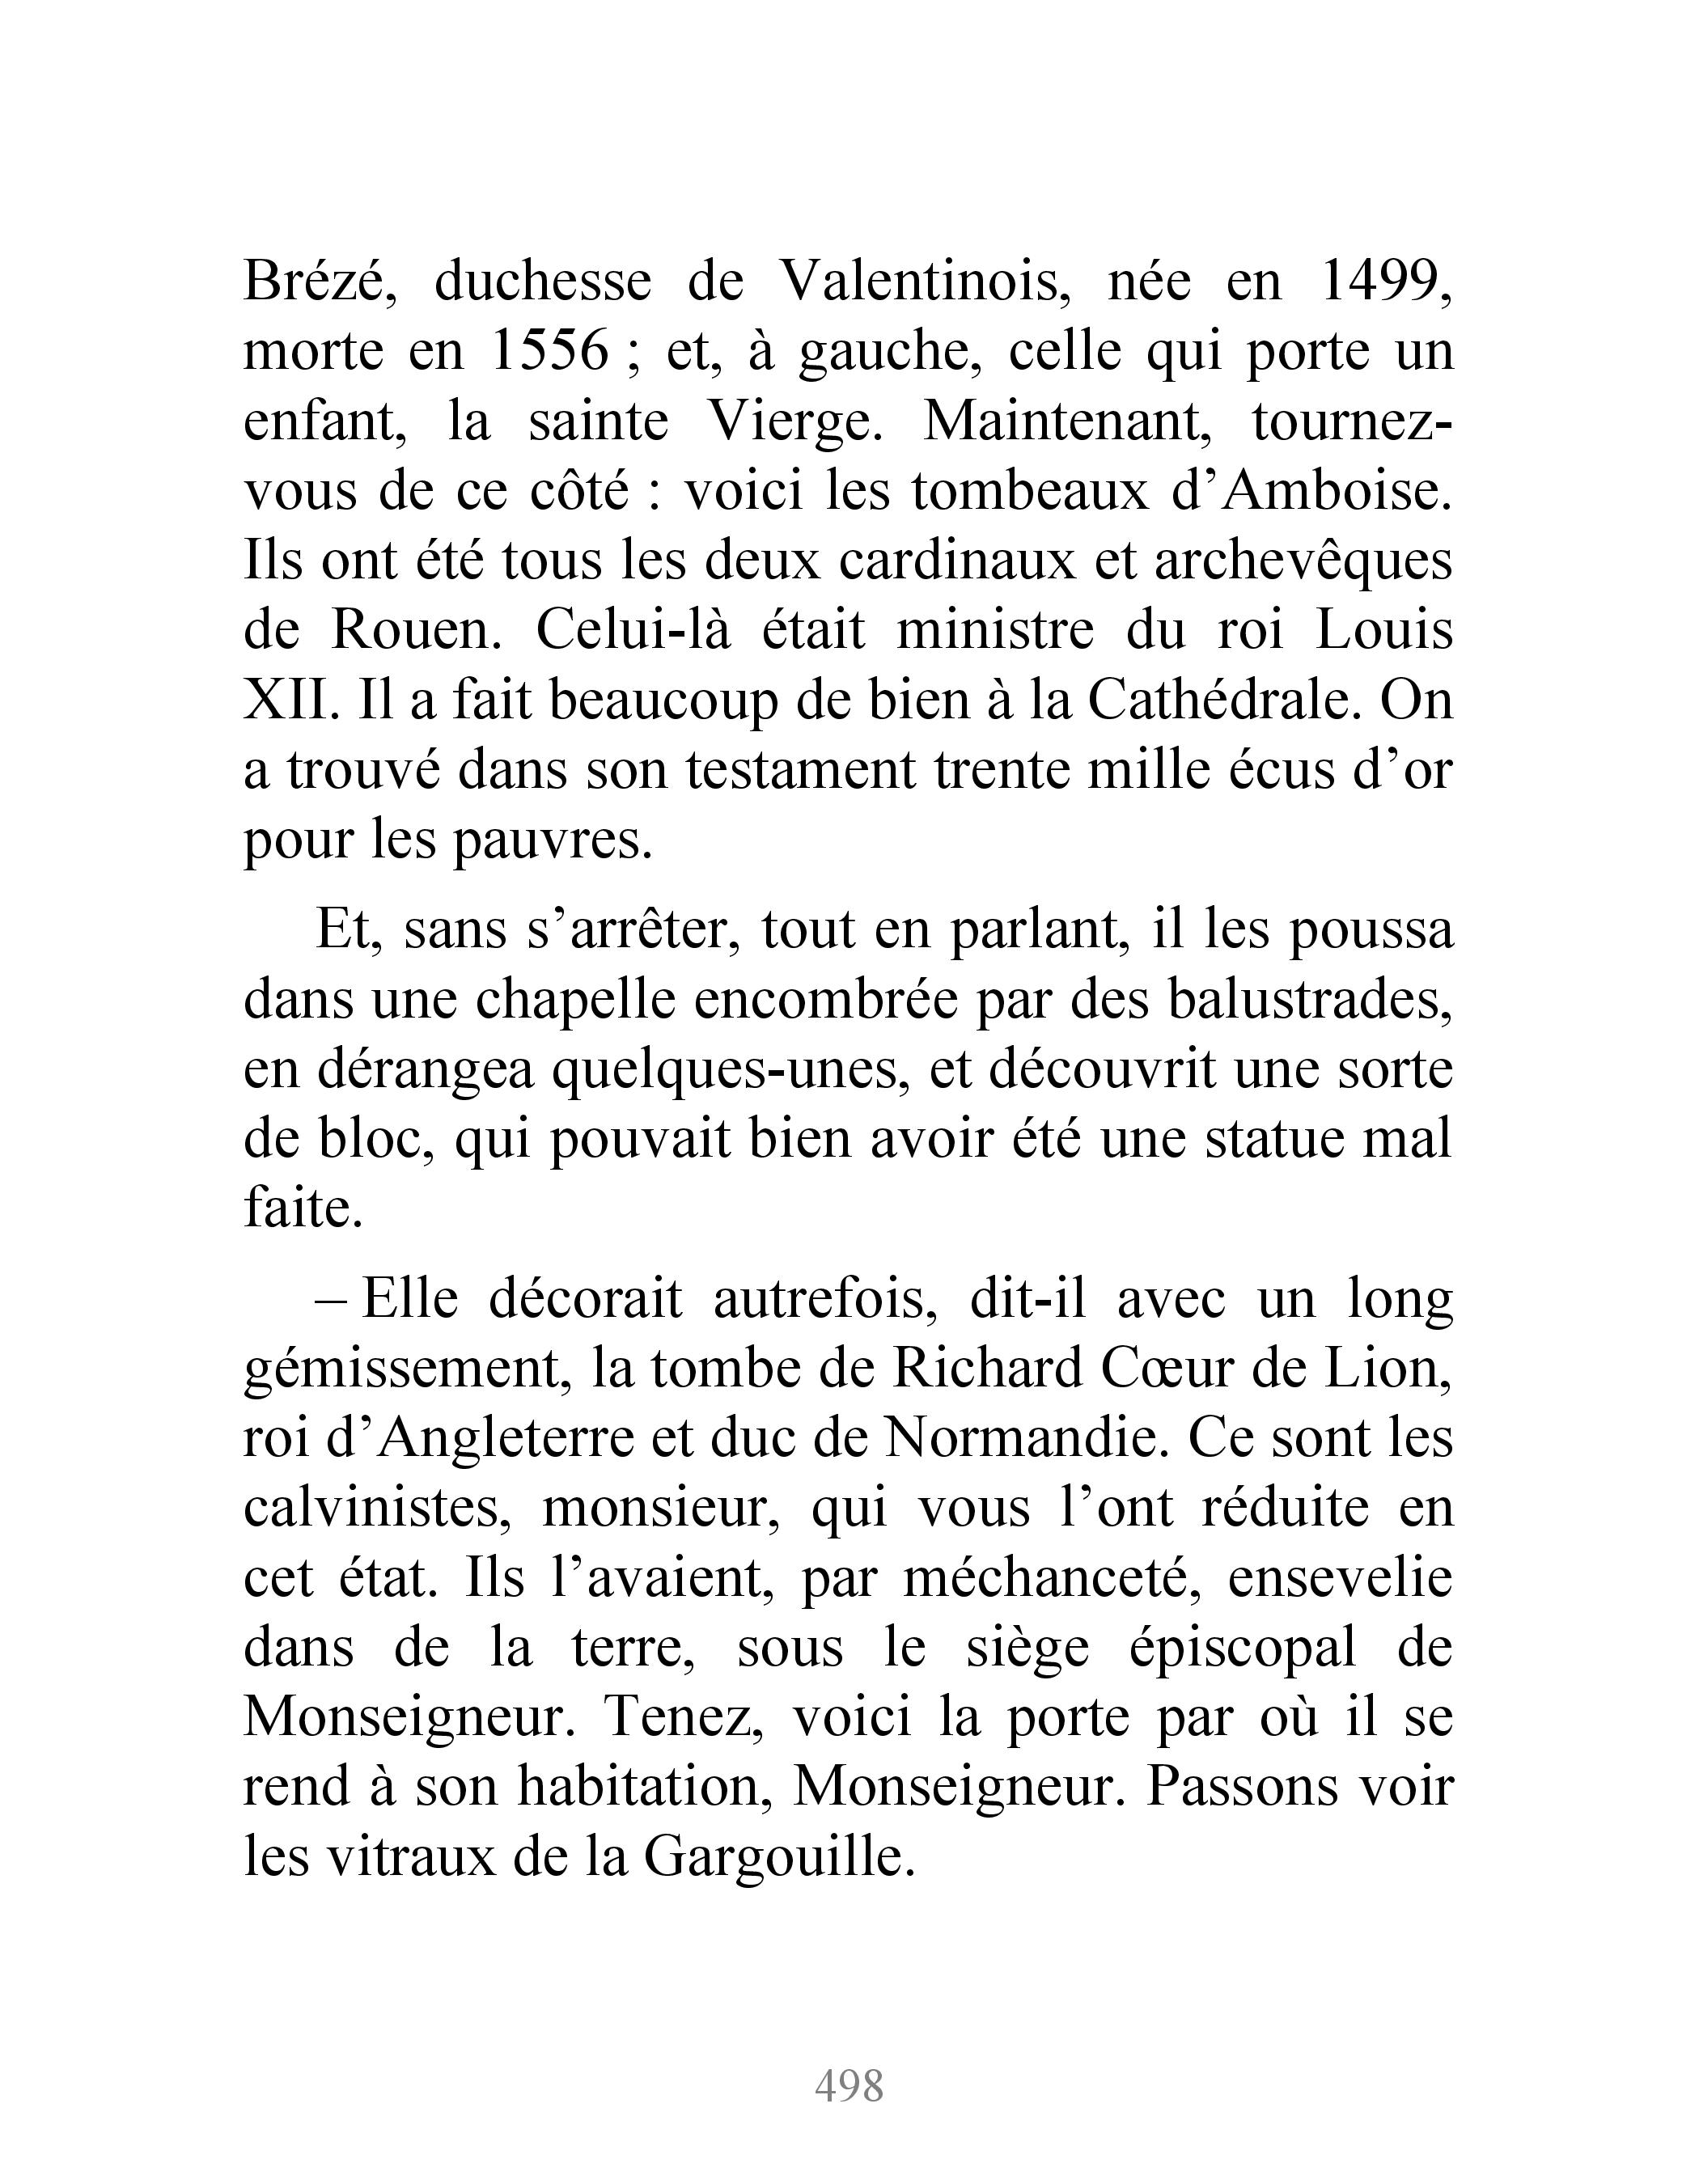 Brézé, duchesse de Valentinois, née en 1499,
morte en 1556 ; et, à gauche, celle qui porte un
enfant, la sainte Vierge. Maintenant, tournez-
vous de ce côté : voici les tombeaux d’Amboise.
Ils ont été tous les deux cardinaux et archevêques
de Rouen. Celui-là était ministre du roi Louis
XII. Il a fait beaucoup de bien à la Cathédrale. On
a trouvé dans son testament trente mille écus d’or
pour les pauvres.
Et, sans s’arrêter, tout en parlant, il les poussa
dans une chapelle encombrée par des balustrades,
en dérangea quelques-unes, et découvrit une sorte
de bloc, qui pouvait bien avoir été une statue mal
faite.
– Elle décorait autrefois, dit-il avec un long
gémissement, la tombe de Richard Cœur de Lion,
roi d’Angleterre et duc de Normandie. Ce sont les
calvinistes, monsieur, qui vous l’ont réduite en
cet état. Ils l’avaient, par méchanceté, ensevelie
dans de la terre, sous le siège épiscopal de
Monseigneur. Tenez, voici la porte par où il se
rend à son habitation, Monseigneur. Passons voir
les vitraux de la Gargouille.
498